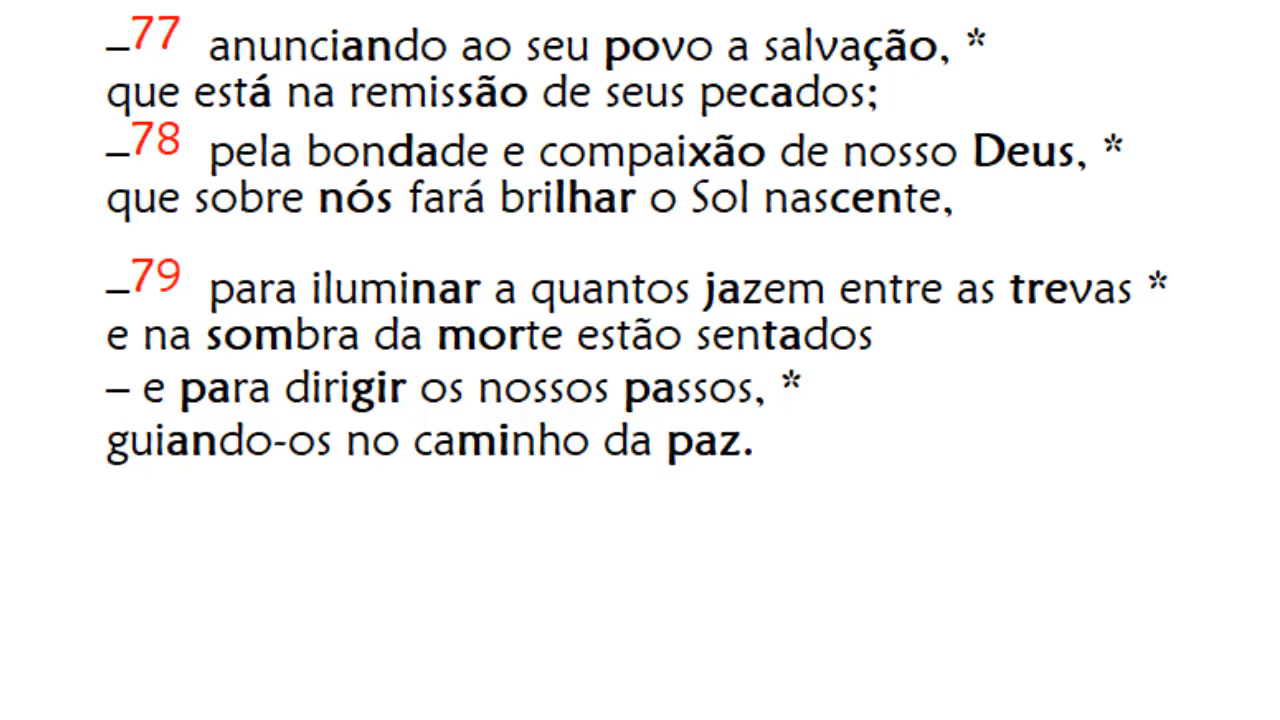 –77 anunciando ao seu povo a salvação, *
que está na remissão de seus pecados;
–78 pela bondade e compaixão de nosso Deus, *
que sobre nós fará brilhar o Sol nascente,
–79 para iluminar a quantos jazem entre as trevas *
e na sombra da morte estão sentados
– e para dirigir os nossos passos, *
guiando-os no caminho da paz.